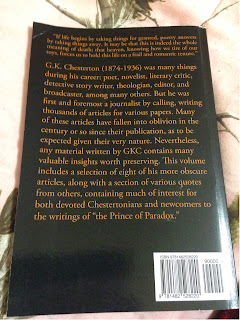 "If life begins by taking things for granted, poetry answers
by taking things away. It may be that this is indeed the whole
meaning of death; that heaven, knowing how we tire of our
toys, forces us to hold this life on a frail and romantic tenure."
G.K. Chesterton (1874-1936) was many things
during his career: poet, novelist, literary critic,
detective story writer, theologian, editor, and
broadcaster, among many others. But he was
first and foremost a journalist by calling, writing
thousands of articles for various papers. Many
of these articles have fallen into oblivion in the
century or so since their publication, as to be
expected given their very nature. Nevertheless,
any material written by GKC contains many
valuable insights worth preserving. This volume
includes a selection of eight of his more obscure
articles, along with a section of various quotes
from others, containing much of interest for
both devoted Chestertonians and newcomers to
the writings of "the Prince of Paradox."
ISBN 9781482528220
90000
9 781482 528220